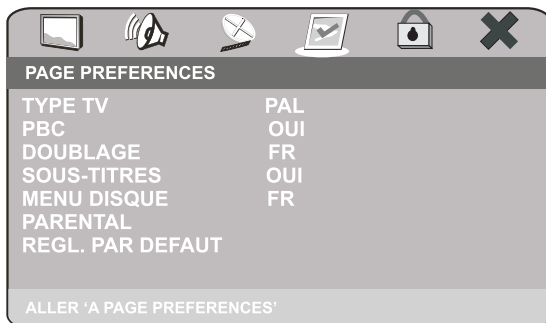 PAGE PREFERENCES
TYPE TV PAL
PBC OUI
DOUBLAGE FR
SOUS-TITRES OUI
MENU DISQUE FR
PARENTAL
REGL. PAR DEFAUT
ALLER ‘A PAGE PREFERENCES’